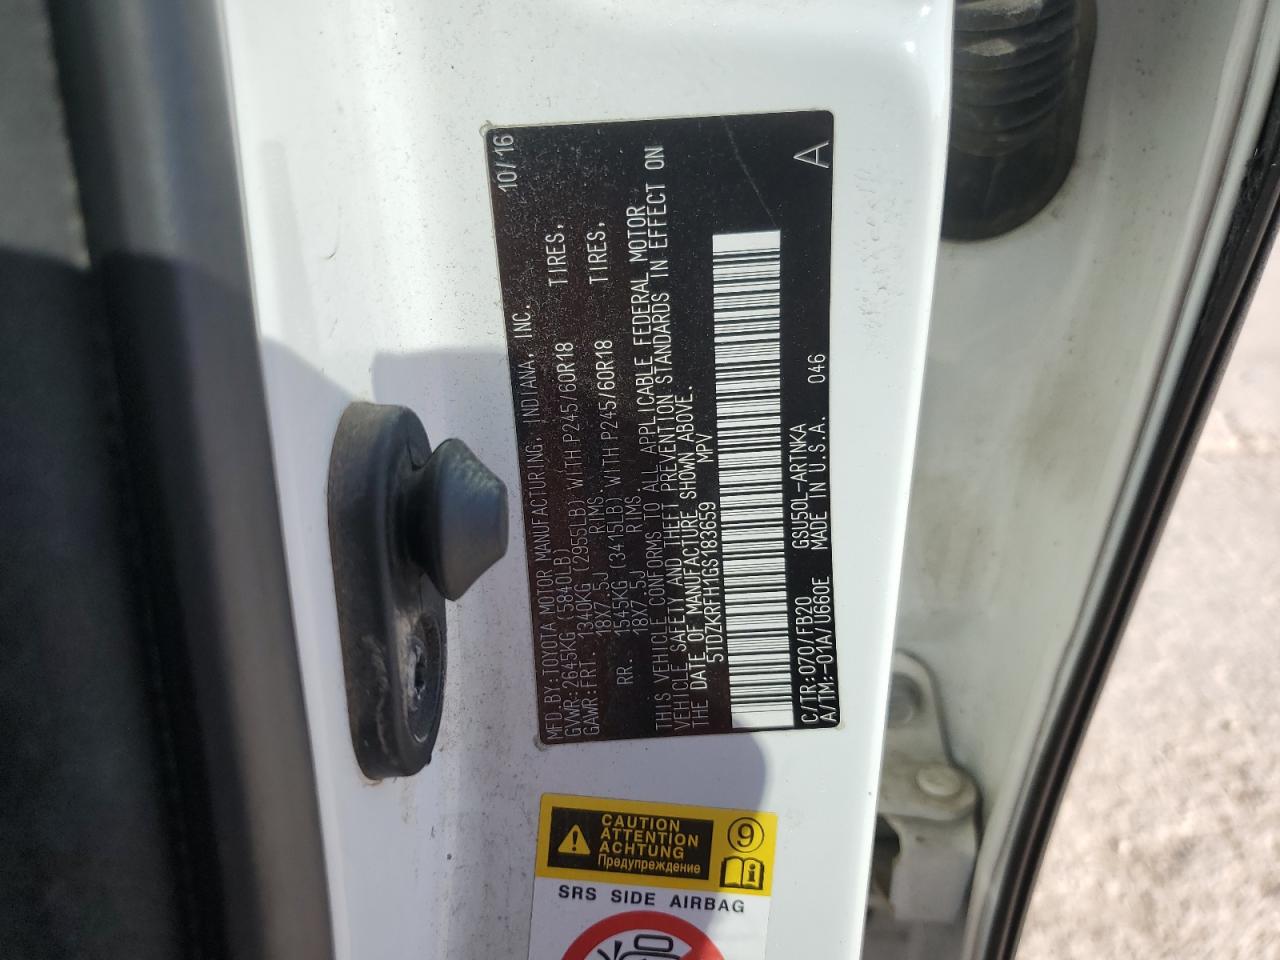 MFD.BY:TOYOTA MOTOR MANUFACTURING, INDIANA, INC. 10/16
GVWR:2645KG (5840LB)
GAWR:FRT. 1340KG (2955LB) WITH P245/60R18 TIRES,
18X7.5J RIMS
RR. 1545KG (3415LB) WITH P245/60R18 TIRES,
18X7.5J RIMS
THIS VEHICLE CONFORMS TO ALL APPLICABLE FEDERAL MOTOR
VEHICLE SAFETY AND THEFT PREVENTION STANDARDS IN EFFECT ON
THE DATE OF MANUFACTURE SHOWN ABOVE.
5TDZKRFH1GS183659 MPV
C/TR:070/FB20 GSU50L-ARTNKA
A/TM:-01A/U660E MADE IN U.S.A. 046 A
CAUTION
ATTENTION
ACHTUNG
Предупреждение
9
i
SRS SIDE AIRBAG